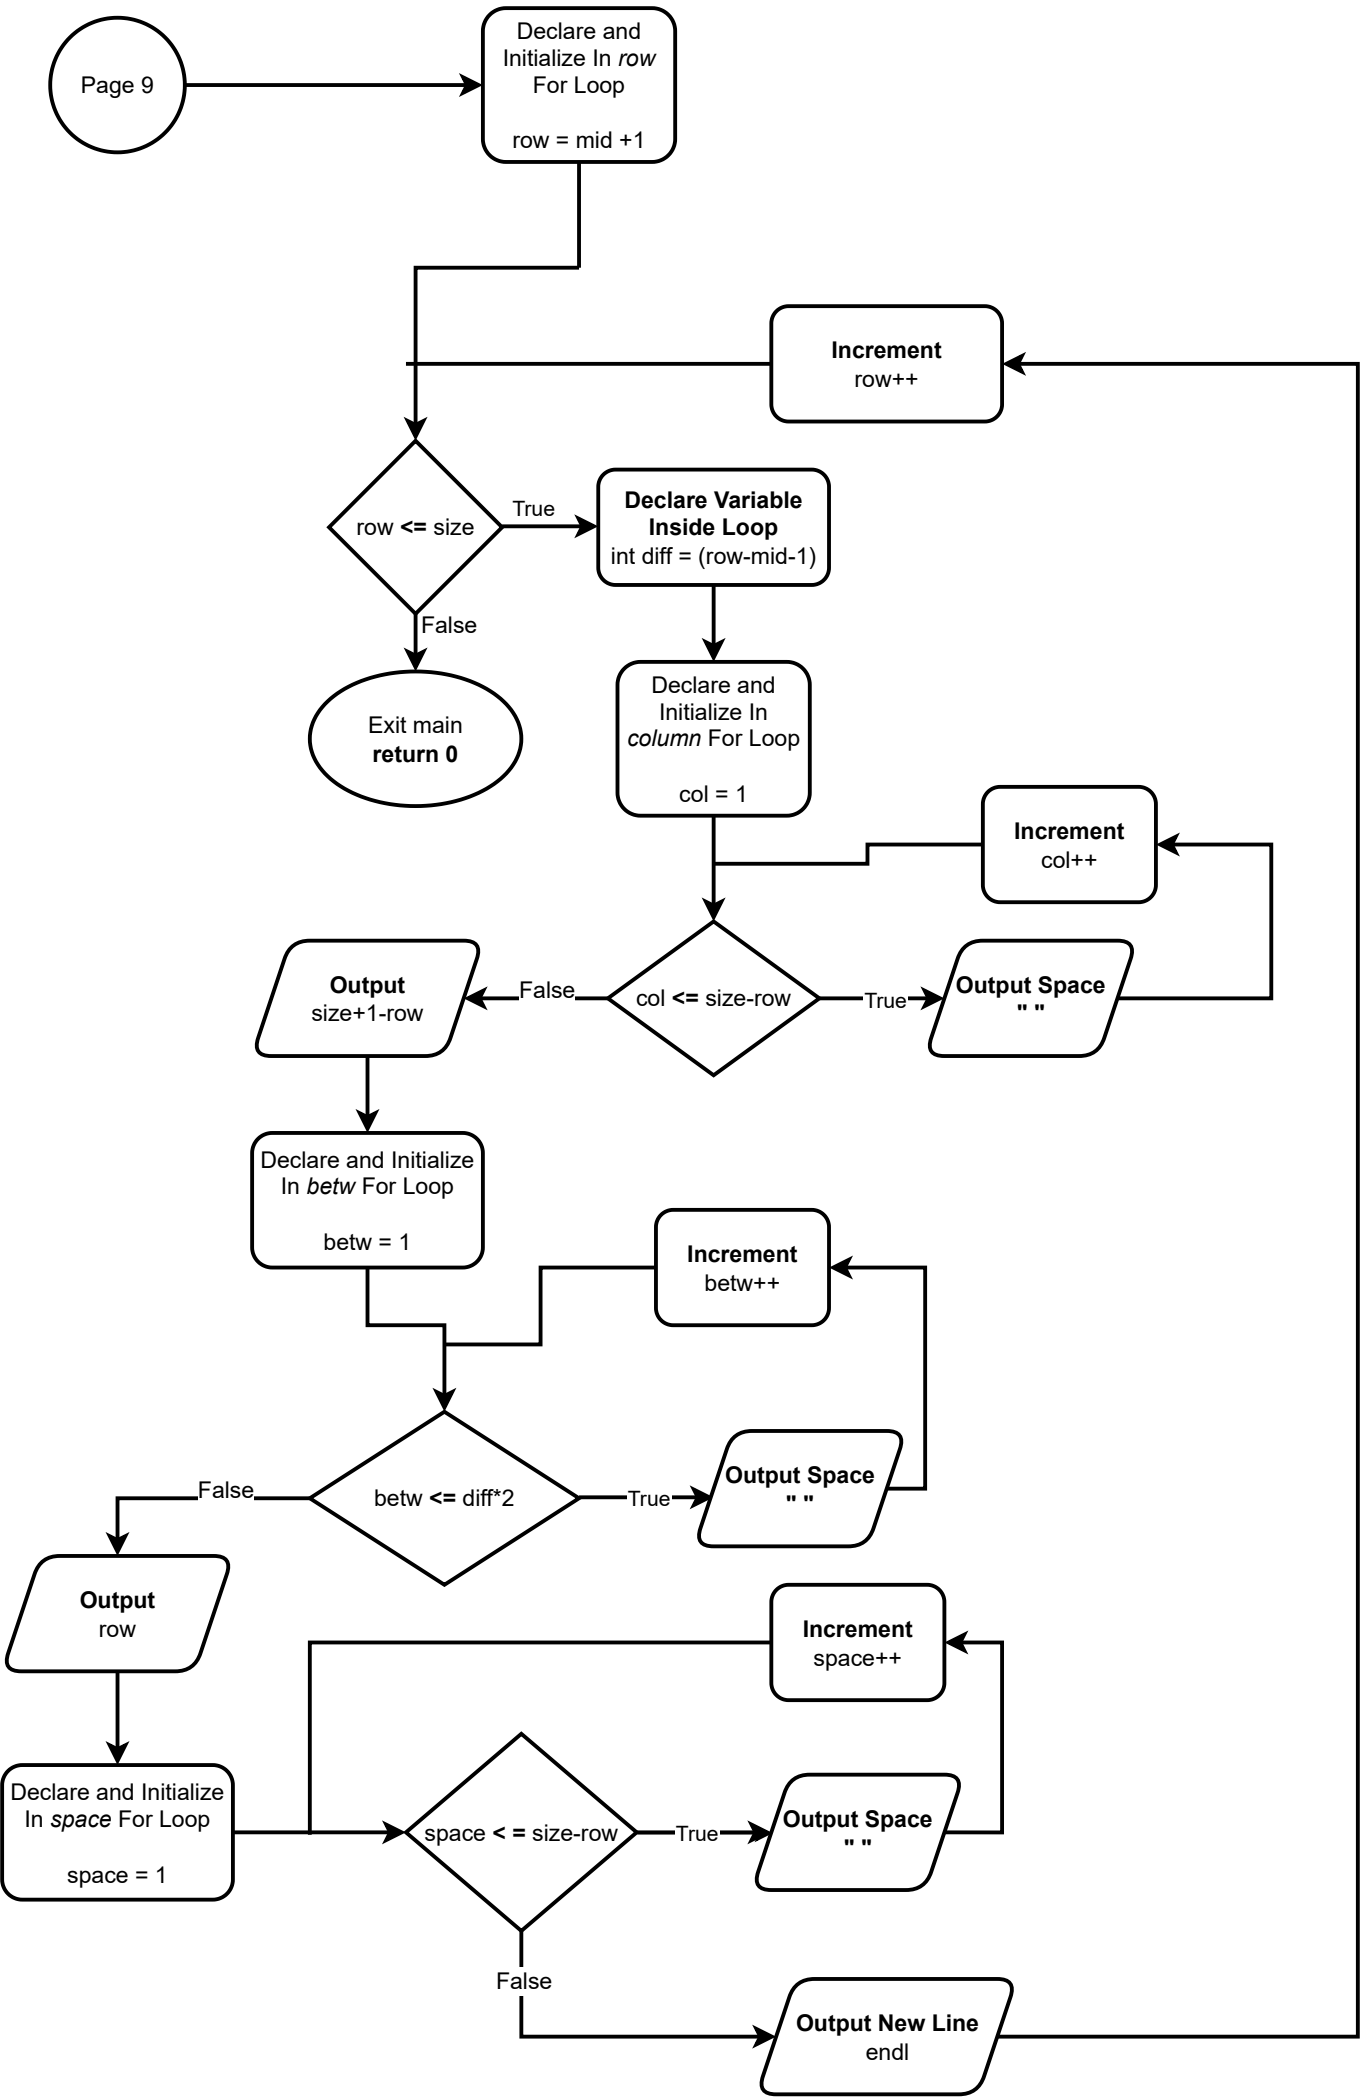 Page 9
Declare and
Initialize In row
For Loop
row = mid +1
Increment
row++
row <= size
True
Declare Variable
Inside Loop
int diff = (row-mid-1)
False
Exit main
return 0
Declare and
Initialize In
column For Loop
col = 1
Increment
col++
Output
size+1-row
False
col <= size-row
True
Output Space
" "
Declare and Initialize
In betw For Loop
betw = 1
Increment
betw++
False
betw <= diff*2
True
Output Space
" "
Output
row
Increment
space++
Declare and Initialize
In space For Loop
space = 1
space < = size-row
True
Output Space
" "
False
Output New Line
endl